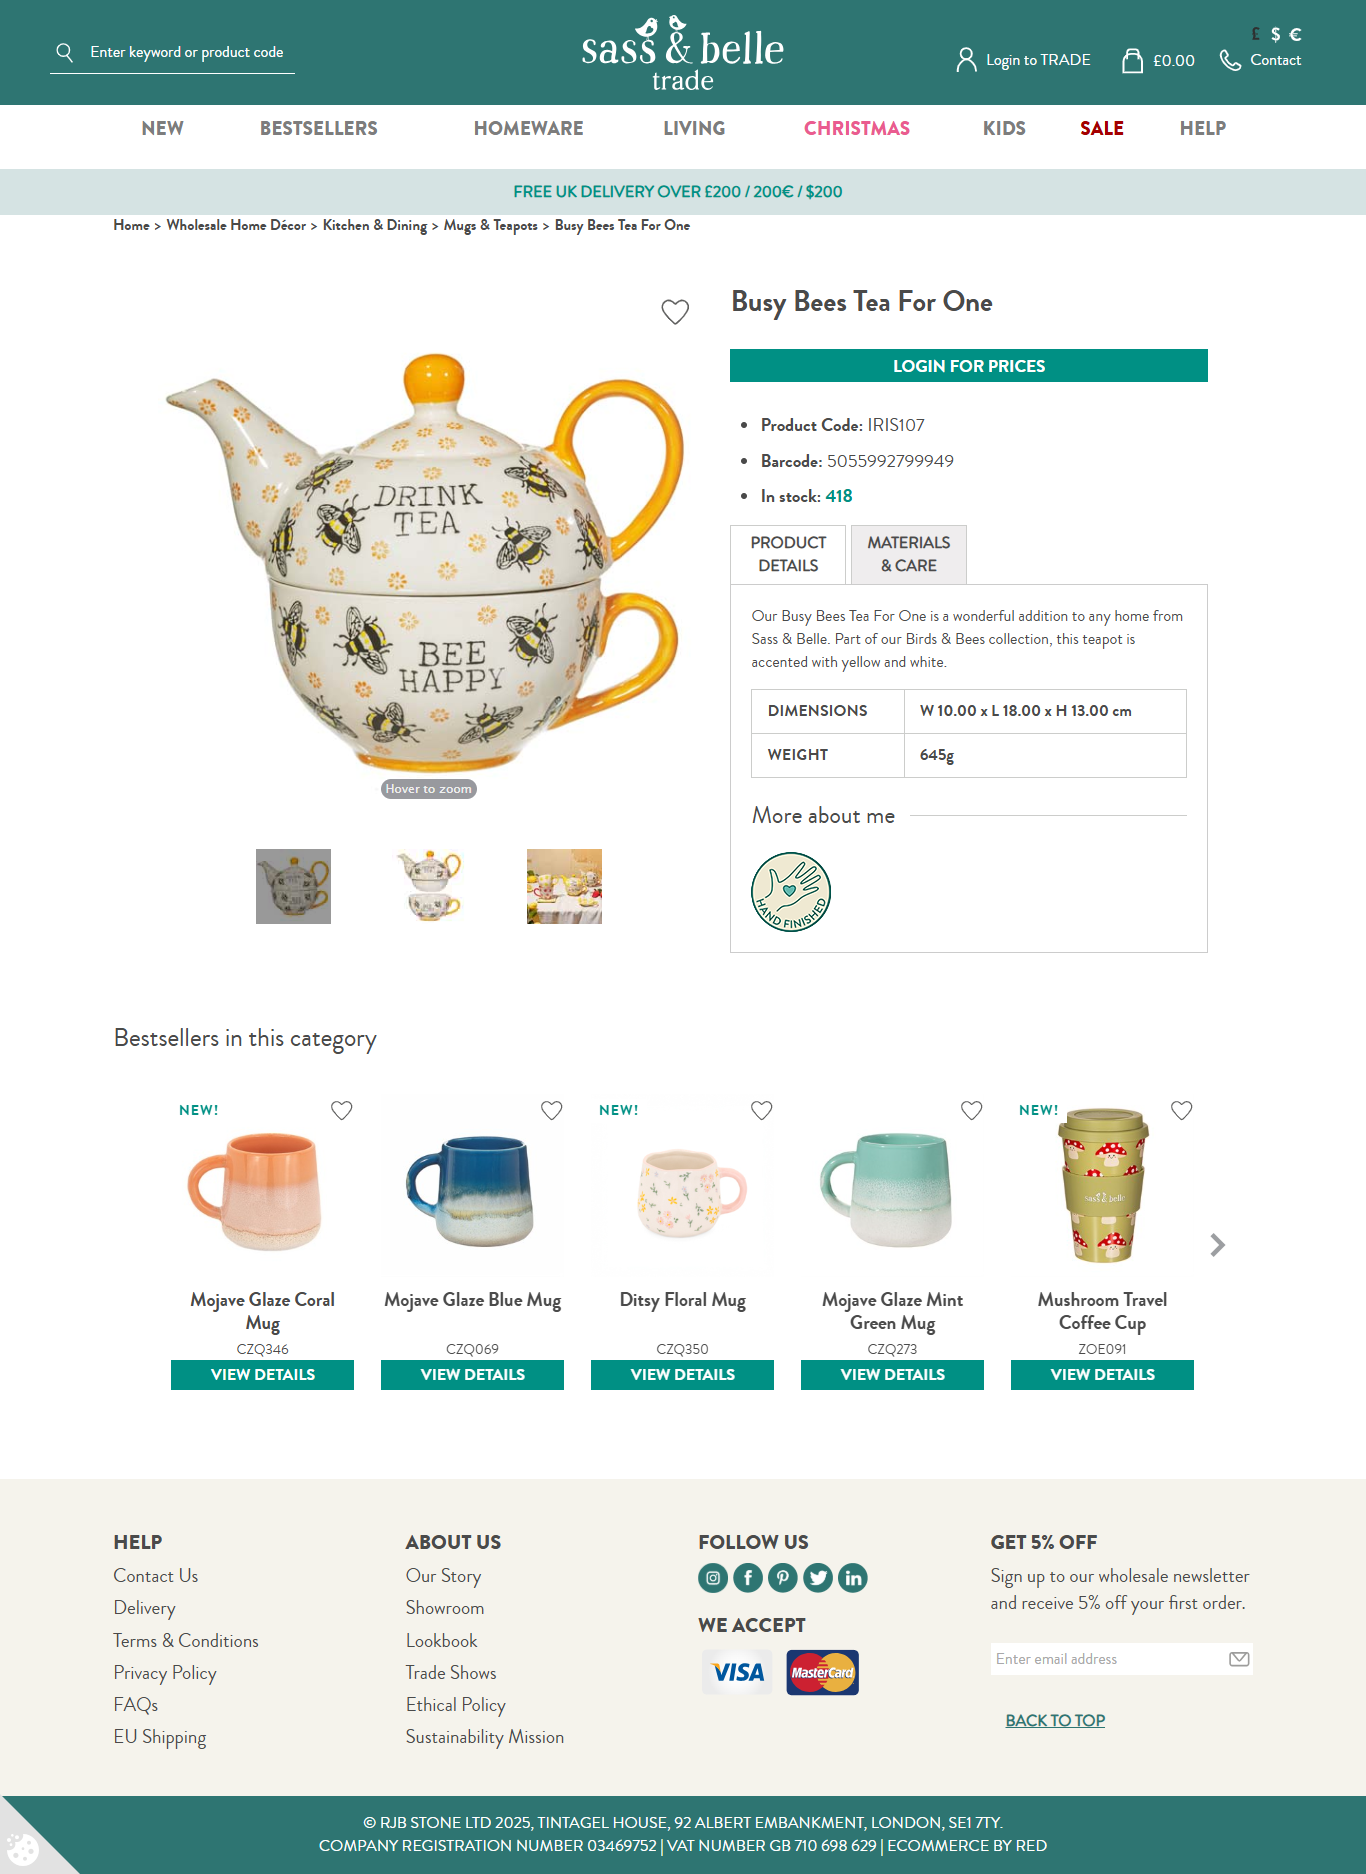 Enter keyword or product code
sass & belle
trade
Login to TRADE
£0.00
£ $ €
Contact
NEW BESTSELLERS HOMEWARE LIVING CHRISTMAS KIDS SALE HELP
FREE UK DELIVERY OVER £200 / 200€ / $200
Home > Wholesale Home Décor > Kitchen & Dining > Mugs & Teapots > Busy Bees Tea For One
Busy Bees Tea For One
LOGIN FOR PRICES
Product Code: IRIS107
Barcode: 5055992799949
In stock: 418
DRINK
TEA
BEE
HAPPY
Hover to zoom
PRODUCT
DETAILS
MATERIALS
& CARE
Our Busy Bees Tea For One is a wonderful addition to any home from
Sass & Belle. Part of our Birds & Bees collection, this teapot is
accented with yellow and white.
DIMENSIONS W 10.00 x L 18.00 x H 13.00 cm
WEIGHT 645g
More about me
HAND FINISHED
Bestsellers in this category
NEW!
Mojave Glaze Coral
Mug
CZQ346
VIEW DETAILS
Mojave Glaze Blue Mug
CZQ069
VIEW DETAILS
NEW!
Ditsy Floral Mug
CZQ350
VIEW DETAILS
Mojave Glaze Mint
Green Mug
CZQ273
VIEW DETAILS
NEW!
sass & belle
Mushroom Travel
Coffee Cup
ZOE091
VIEW DETAILS
HELP
Contact Us
Delivery
Terms & Conditions
Privacy Policy
FAQs
EU Shipping
ABOUT US
Our Story
Showroom
Lookbook
Trade Shows
Ethical Policy
Sustainability Mission
FOLLOW US
WE ACCEPT
VISA
MasterCard
GET 5% OFF
Sign up to our wholesale newsletter
and receive 5% off your first order.
Enter email address
BACK TO TOP
© RJB STONE LTD 2025, TINTAGEL HOUSE, 92 ALBERT EMBANKMENT, LONDON, SE1 7TY.
COMPANY REGISTRATION NUMBER 03469752 | VAT NUMBER GB 710 698 629 | ECOMMERCE BY RED